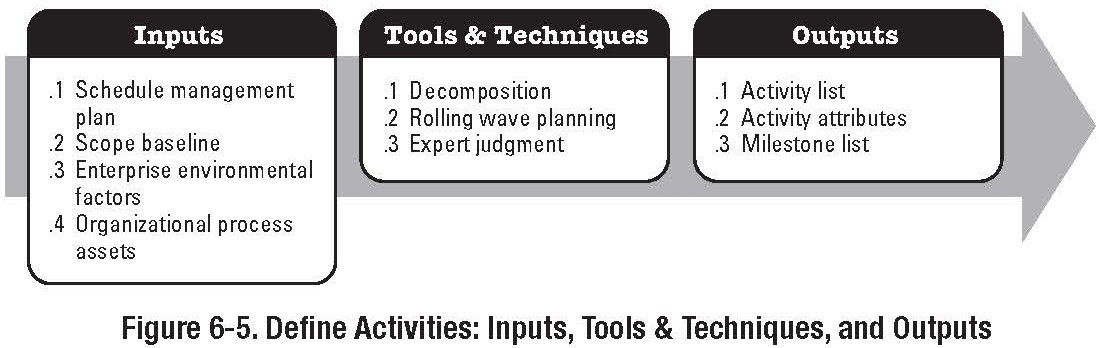 Inputs
.1 Schedule management
plan
.2 Scope baseline
.3 Enterprise environmental
factors
.4 Organizational process
assets
Tools & Techniques
.1 Decomposition
.2 Rolling wave planning
.3 Expert judgment
Outputs
.1 Activity list
.2 Activity attributes
.3 Milestone list
Figure 6-5. Define Activities: Inputs, Tools & Techniques, and Outputs